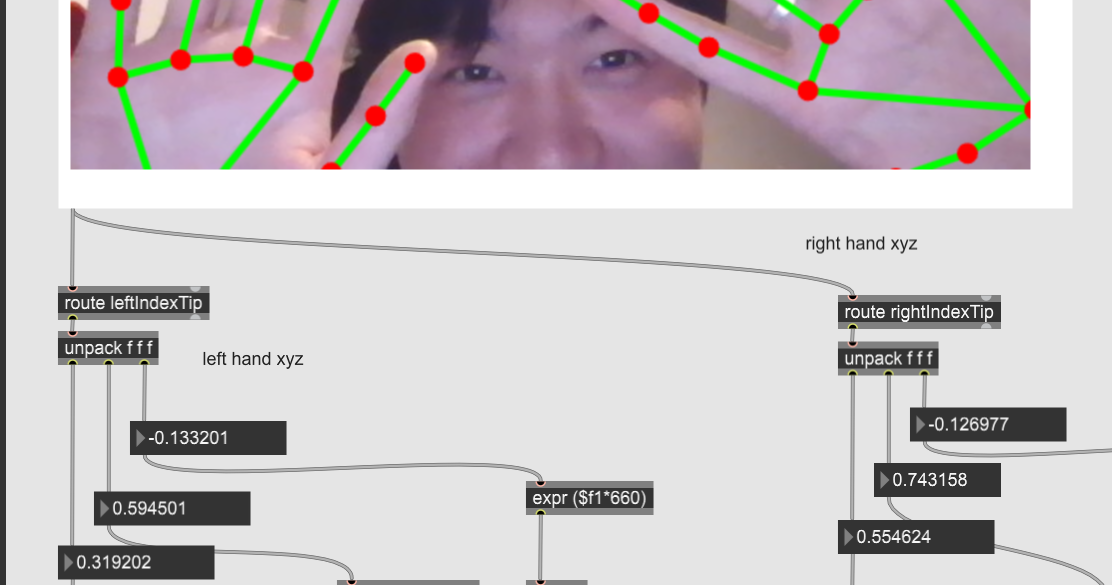 right hand xyz
route leftIndexTip
route rightIndexTip
unpack f f f
left hand xyz
unpack f f f
-0.133201
-0.126977
0.743158
expr ($f1*660)
0.594501
0.554624
0.319202